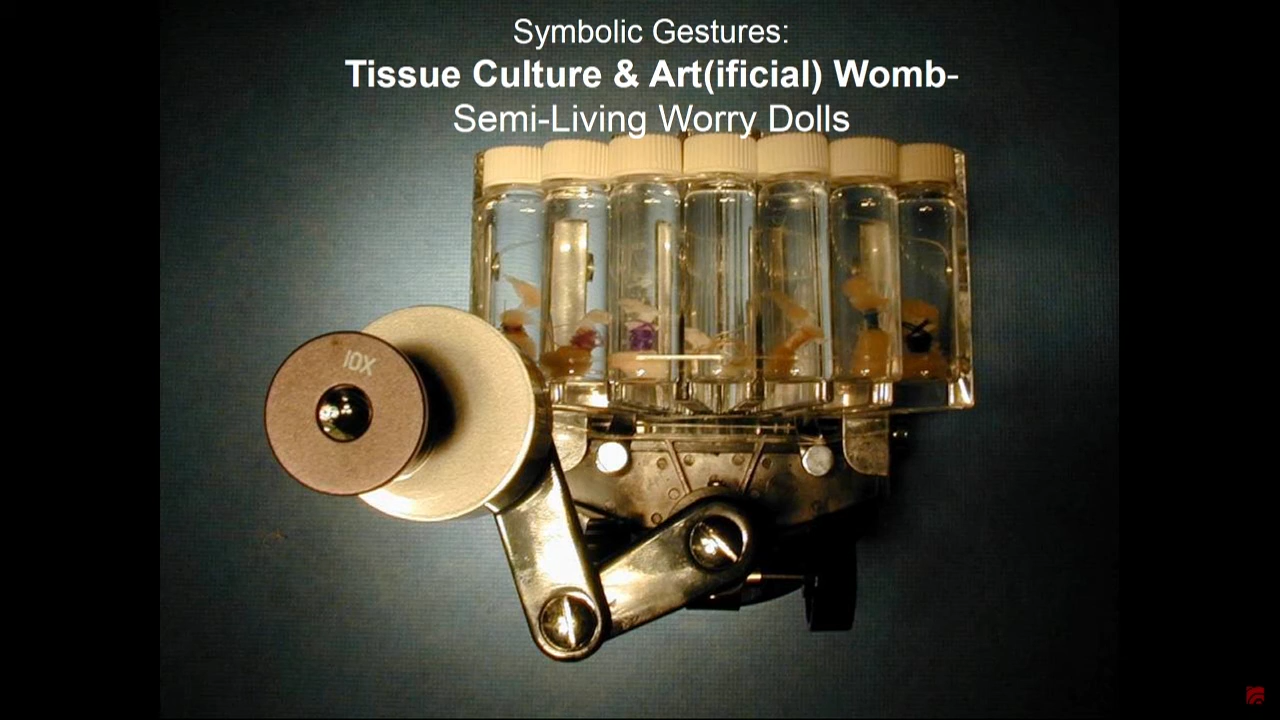 Symbolic Gestures:
Tissue Culture & Art(ificial) Womb-
Semi-Living Worry Dolls
10X